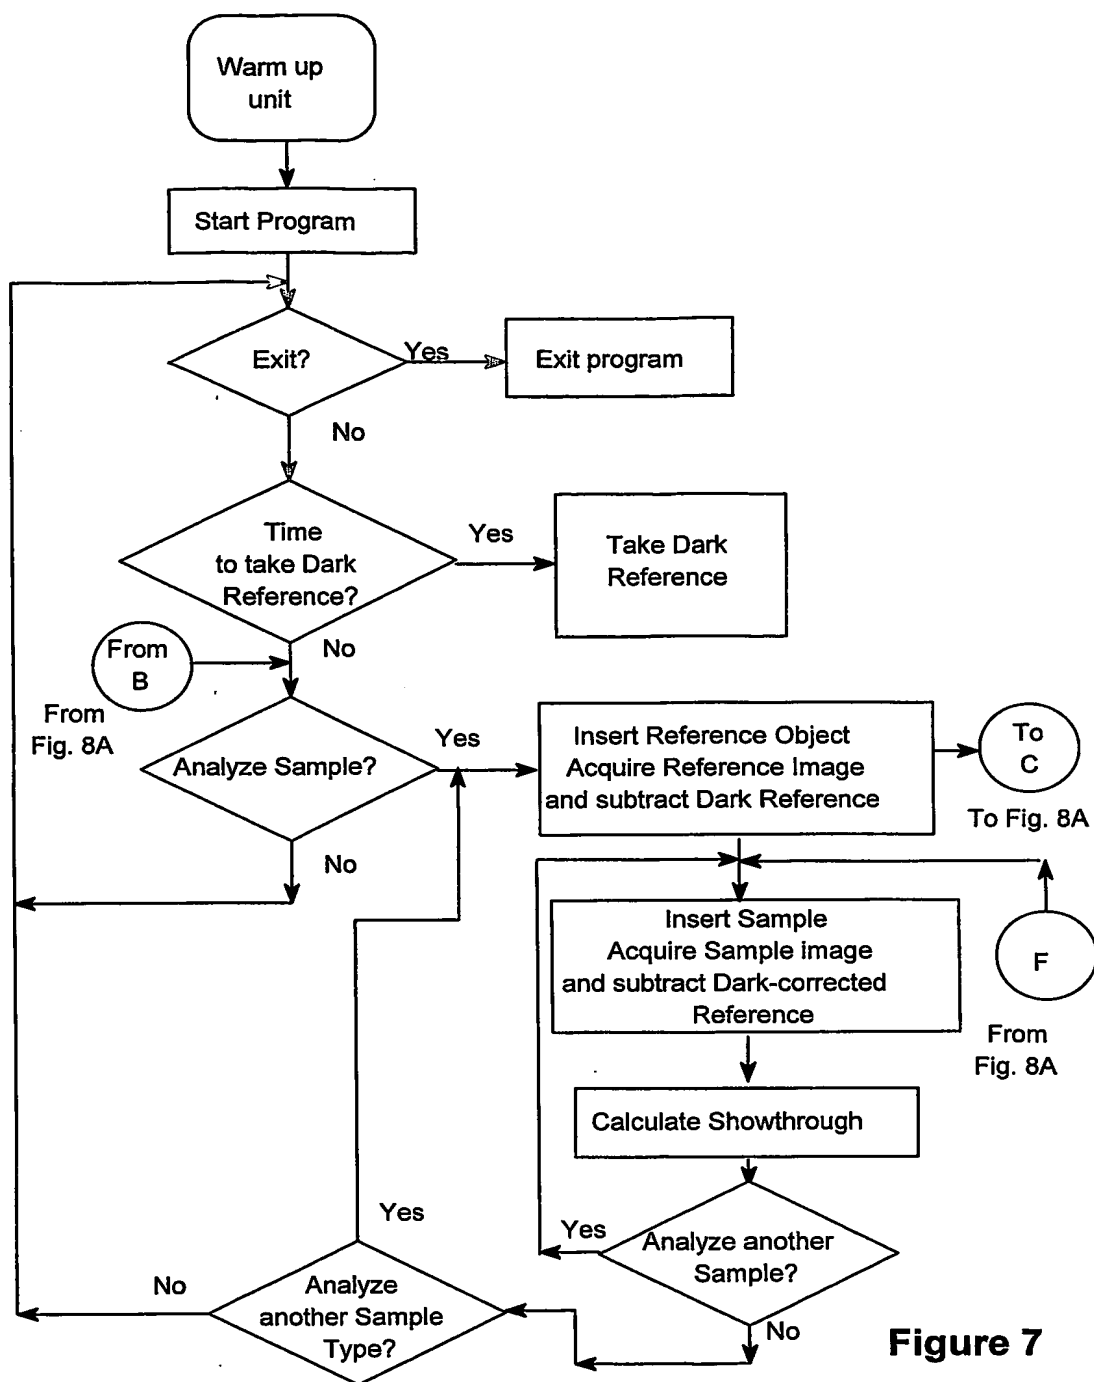 Warm up
unit
Start Program
Exit?
Yes
Exit program
No
Time
to take Dark
Reference?
Yes
Take Dark
Reference
No
From
B
From
Fig. 8A
Analyze Sample?
Yes
Insert Reference Object
Acquire Reference Image
and subtract Dark Reference
To
C
To Fig. 8A
No
Insert Sample
Acquire Sample image
and subtract Dark-corrected
Reference
F
From
Fig. 8A
Calculate Showthrough
Yes
Analyze another
Sample?
No
Yes
Analyze
another Sample
Type?
No
Figure 7